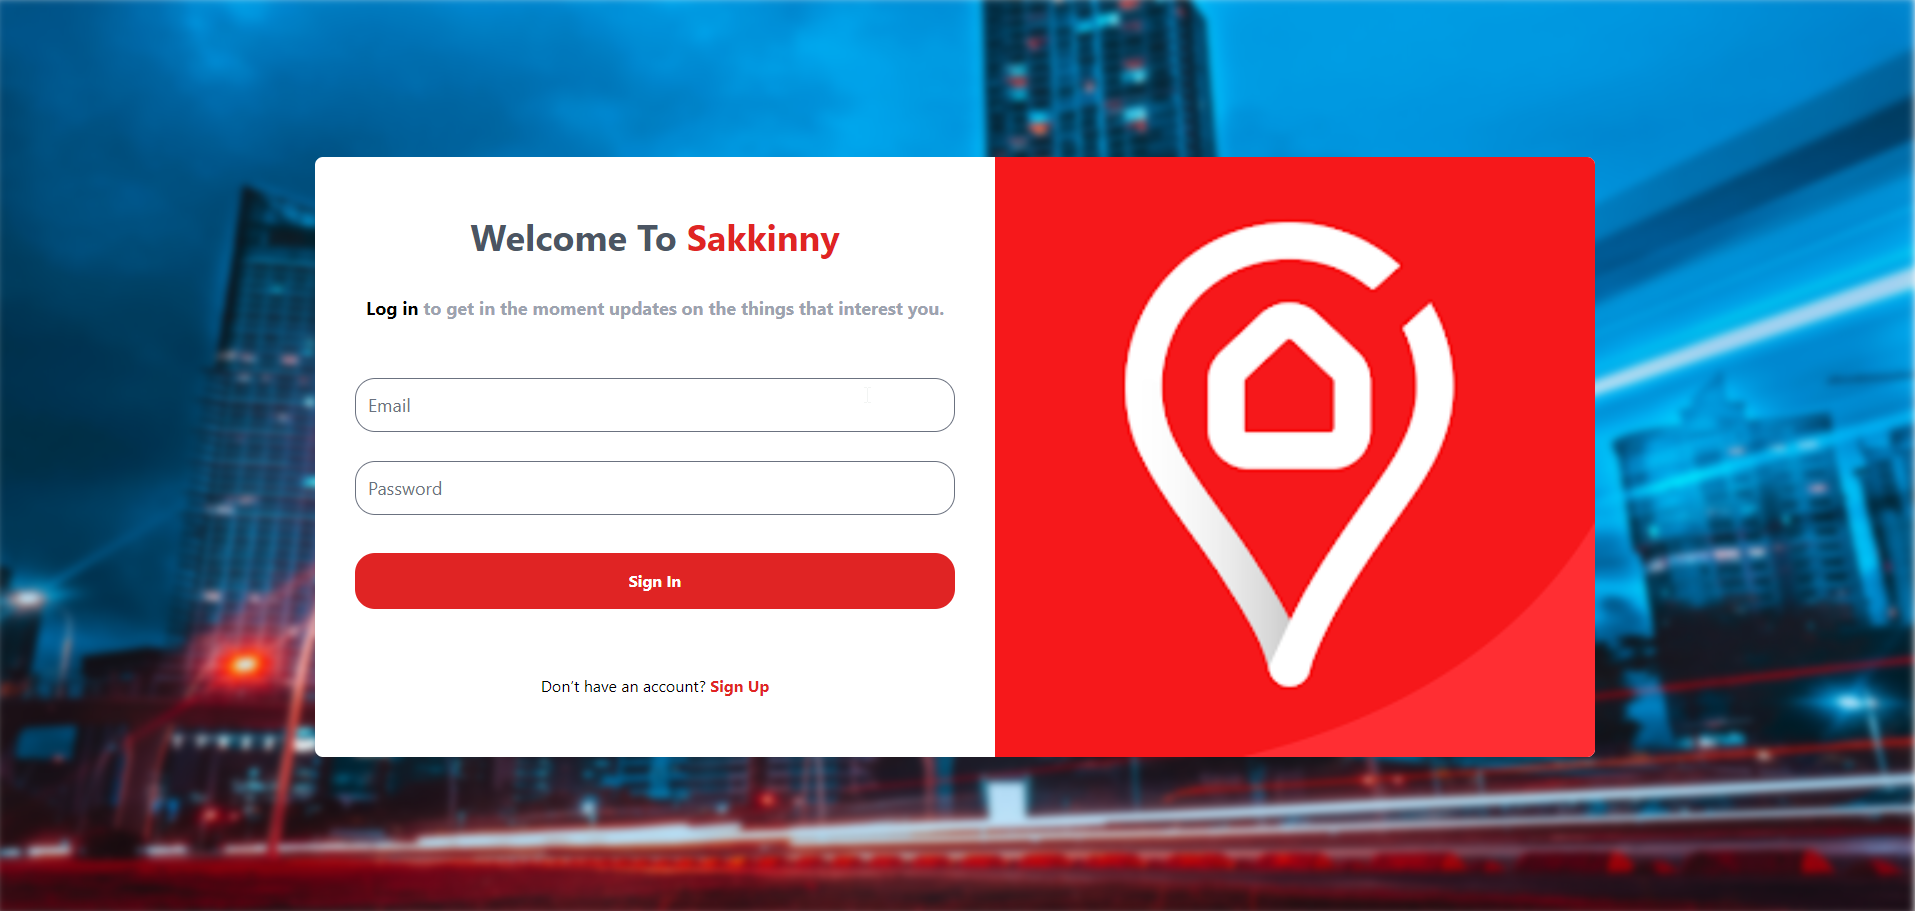 Welcome To Sakkinny
Log in to get in the moment updates on the things that interest you.
Email
Password
Sign In
Don’t have an account? Sign Up